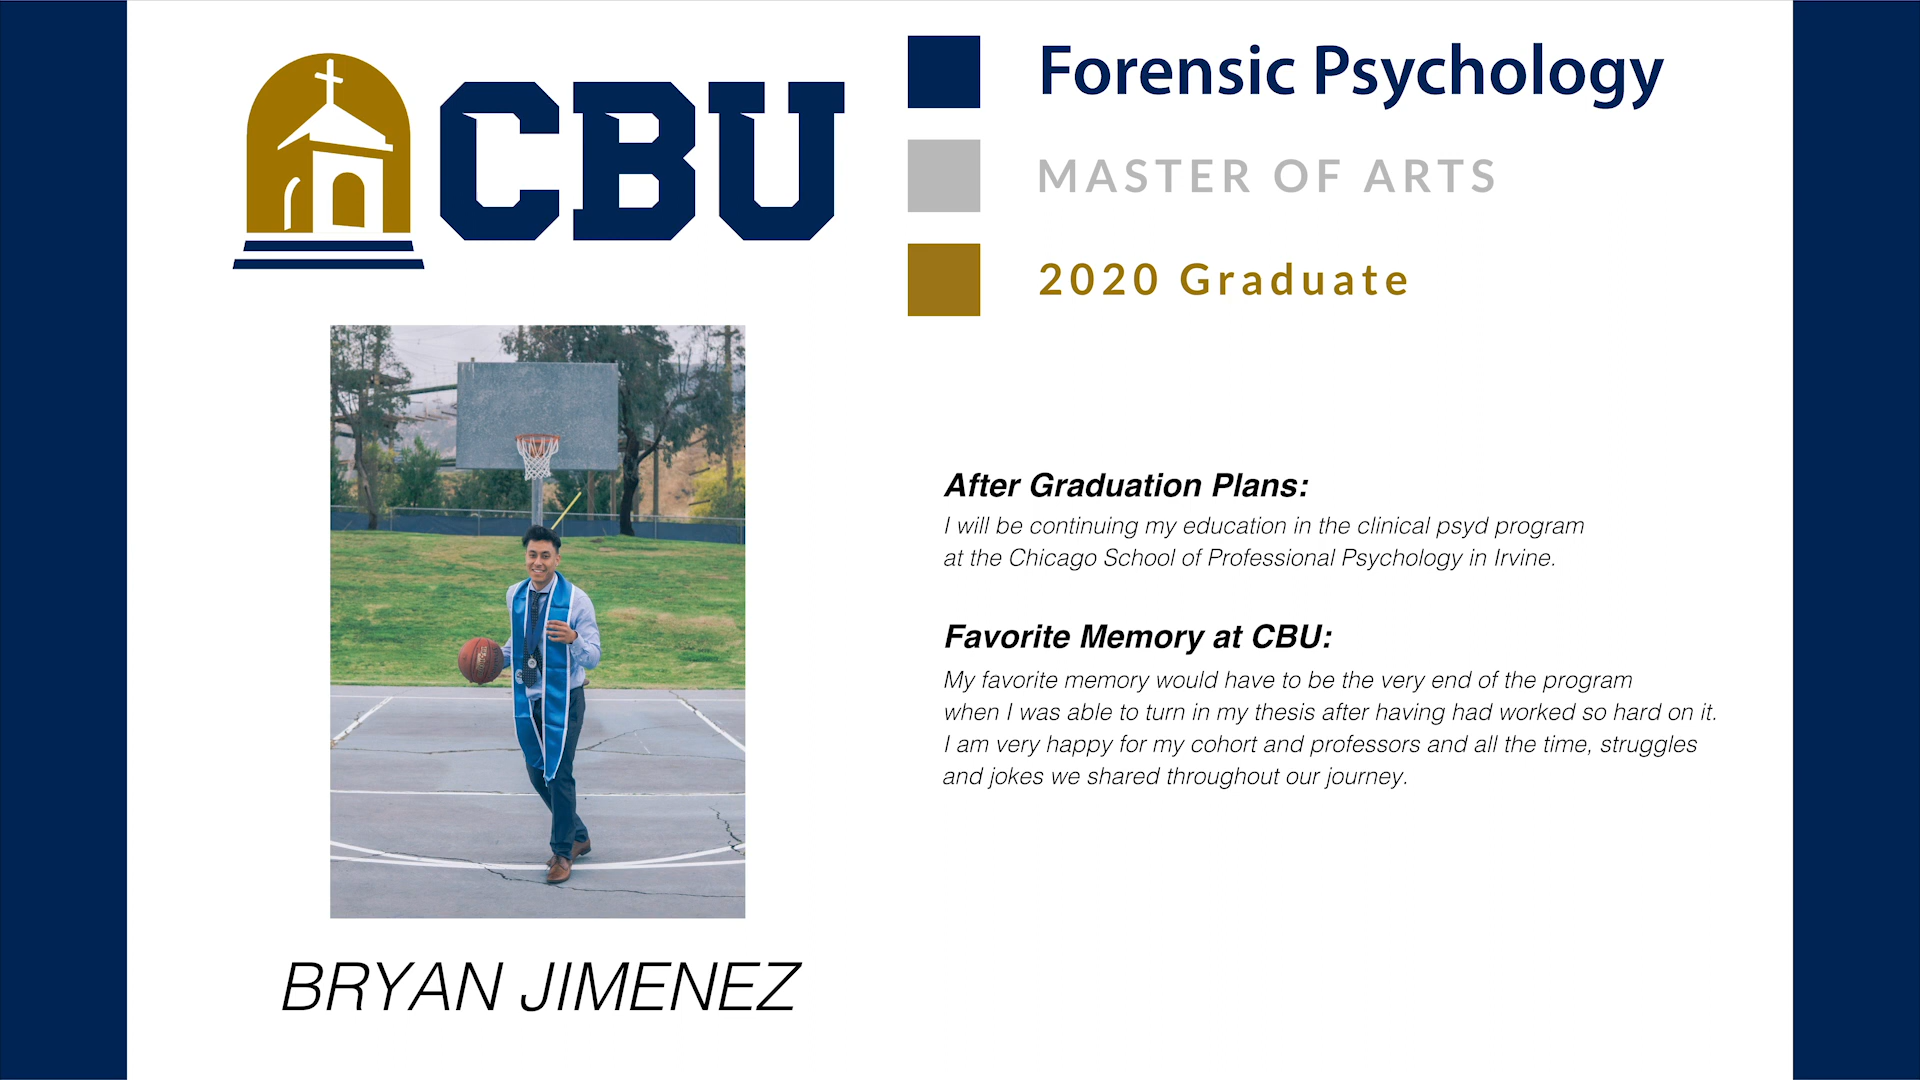 CBU
Forensic Psychology
MASTER OF ARTS
2020 Graduate
After Graduation Plans:
I will be continuing my education in the clinical psyd program
at the Chicago School of Professional Psychology in Irvine.
Favorite Memory at CBU:
My favorite memory would have to be the very end of the program
when I was able to turn in my thesis after having had worked so hard on it.
I am very happy for my cohort and professors and all the time, struggles
and jokes we shared throughout our journey.
BRYAN JIMENEZ